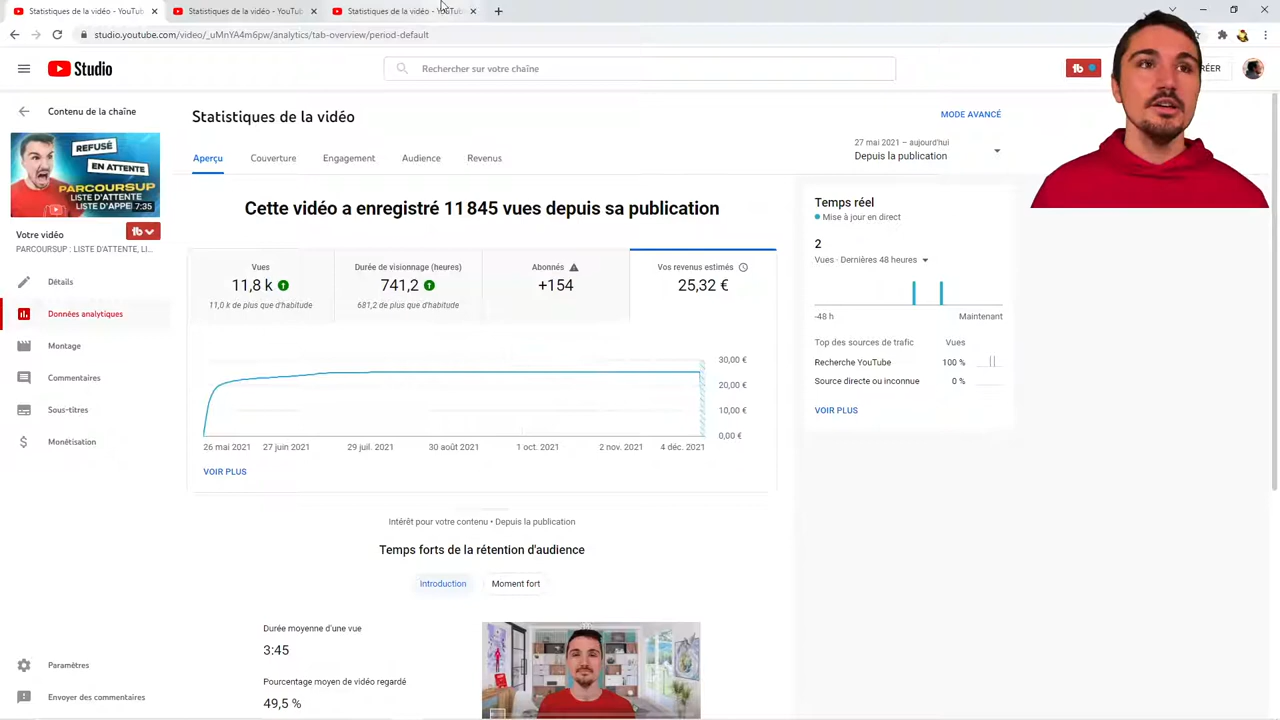 Statistiques de la vidéo - YouTub
Statistiques de la vidéo - YouTub
Statistiques de la vidéo - YouTub
studio.youtube.com/video/_uMnYA4m6pw/analytics/tab-overview/period-default
Studio
Rechercher sur votre chaîne
tb
ÉER
Contenu de la chaîne
REFUSÉ
EN ATTENTE
PARCOURSUP
LISTE D'ATTENTE
LISTE D'APPEL
7:35
Votre vidéo
tb
PARCOURSUP : LISTE D'ATTENTE, LI...
Détails
Données analytiques
Montage
Commentaires
Sous-titres
Monétisation
Paramètres
Envoyer des commentaires
Statistiques de la vidéo
MODE AVANCÉ
Aperçu
Couverture
Engagement
Audience
Revenus
27 mai 2021 – aujourd'hui
Depuis la publication
Cette vidéo a enregistré 11 845 vues depuis sa publication
Vues
11,8 k
11,0 k de plus que d'habitude
Durée de visionnage (heures)
741,2
681,2 de plus que d'habitude
Abonnés
+154
Vos revenus estimés
25,32 €
30,00 €
20,00 €
10,00 €
0,00 €
26 mai 2021
27 juin 2021
29 juil. 2021
30 août 2021
1 oct. 2021
2 nov. 2021
4 déc. 2021
VOIR PLUS
Intérêt pour votre contenu • Depuis la publication
Temps forts de la rétention d'audience
Introduction
Moment fort
Durée moyenne d'une vue
3:45
Pourcentage moyen de vidéo regardé
49,5 %
Temps réel
Mise à jour en direct
2
Vues · Dernières 48 heures
-48 h
Maintenant
Top des sources de trafic
Vues
Recherche YouTube
100 %
Source directe ou inconnue
0 %
VOIR PLUS